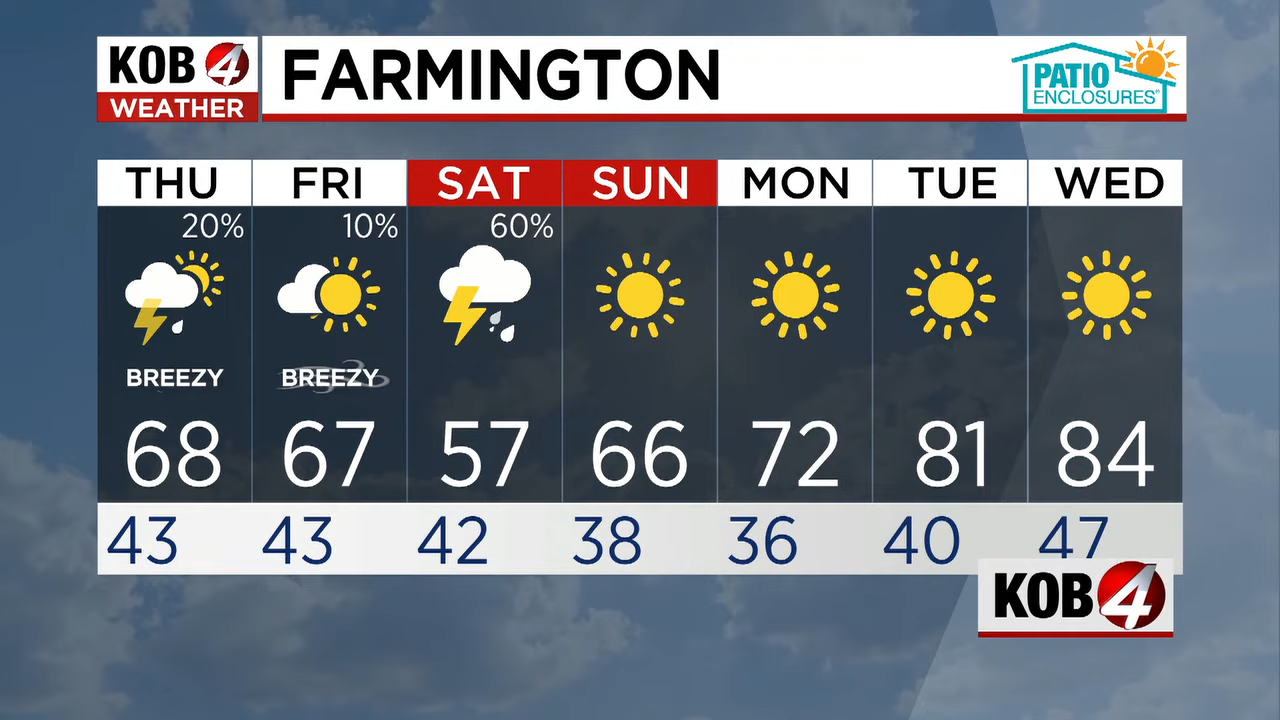 KOB 4
WEATHER
FARMINGTON
PATIO
ENCLOSURES®
THU FRI SAT SUN MON TUE WED
20% 10% 60%
BREEZY BREEZY
68 67 57 66 72 81 84
43 43 42 38 36 40 47
KOB 4